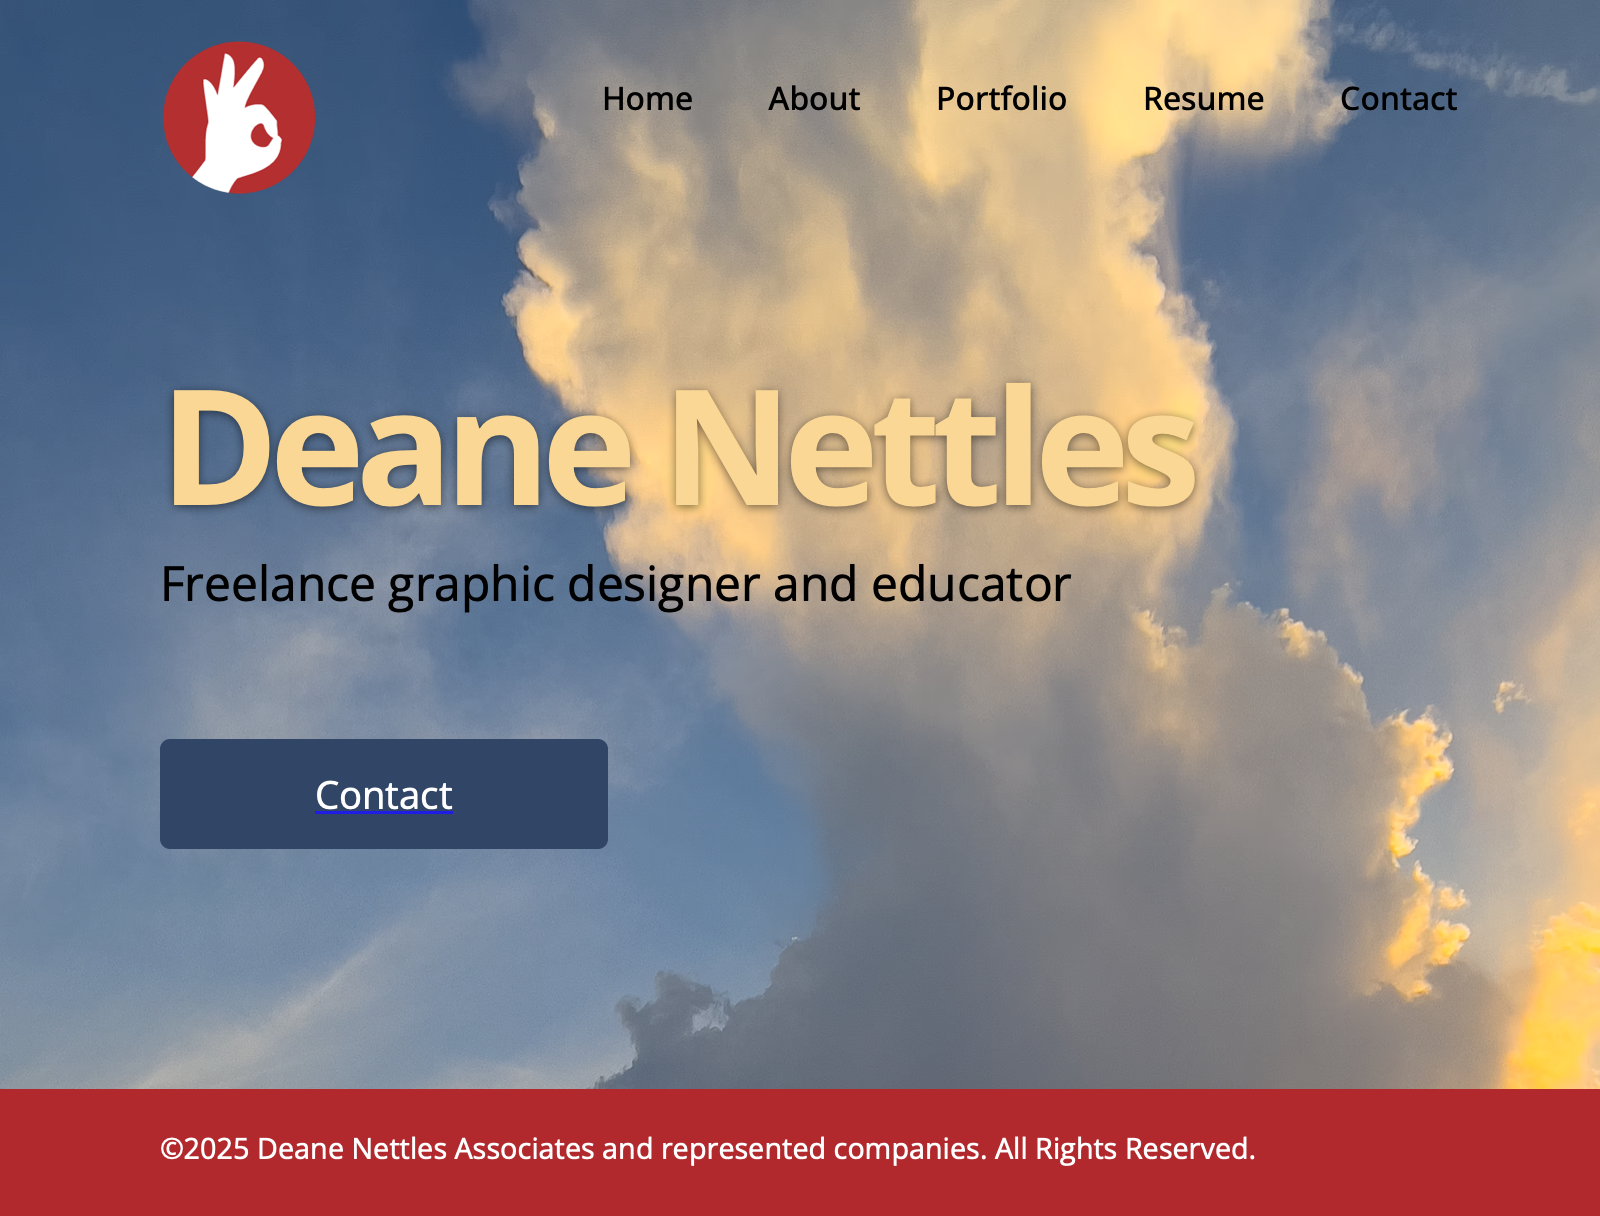 Home About Portfolio Resume Contact
Deane Nettles
Freelance graphic designer and educator
Contact
©2025 Deane Nettles Associates and represented companies. All Rights Reserved.